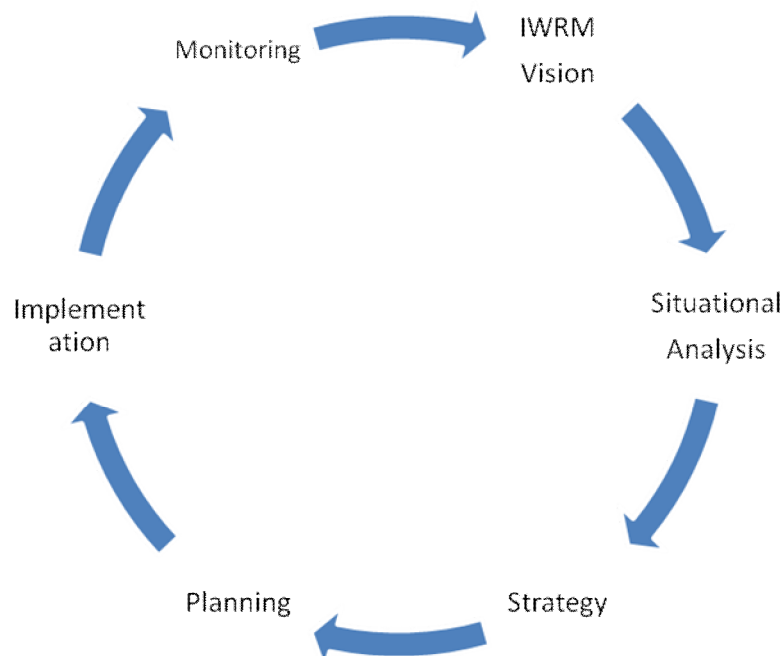 Monitoring
IWRM
Vision
Situational
Analysis
Strategy
Planning
Implement
ation